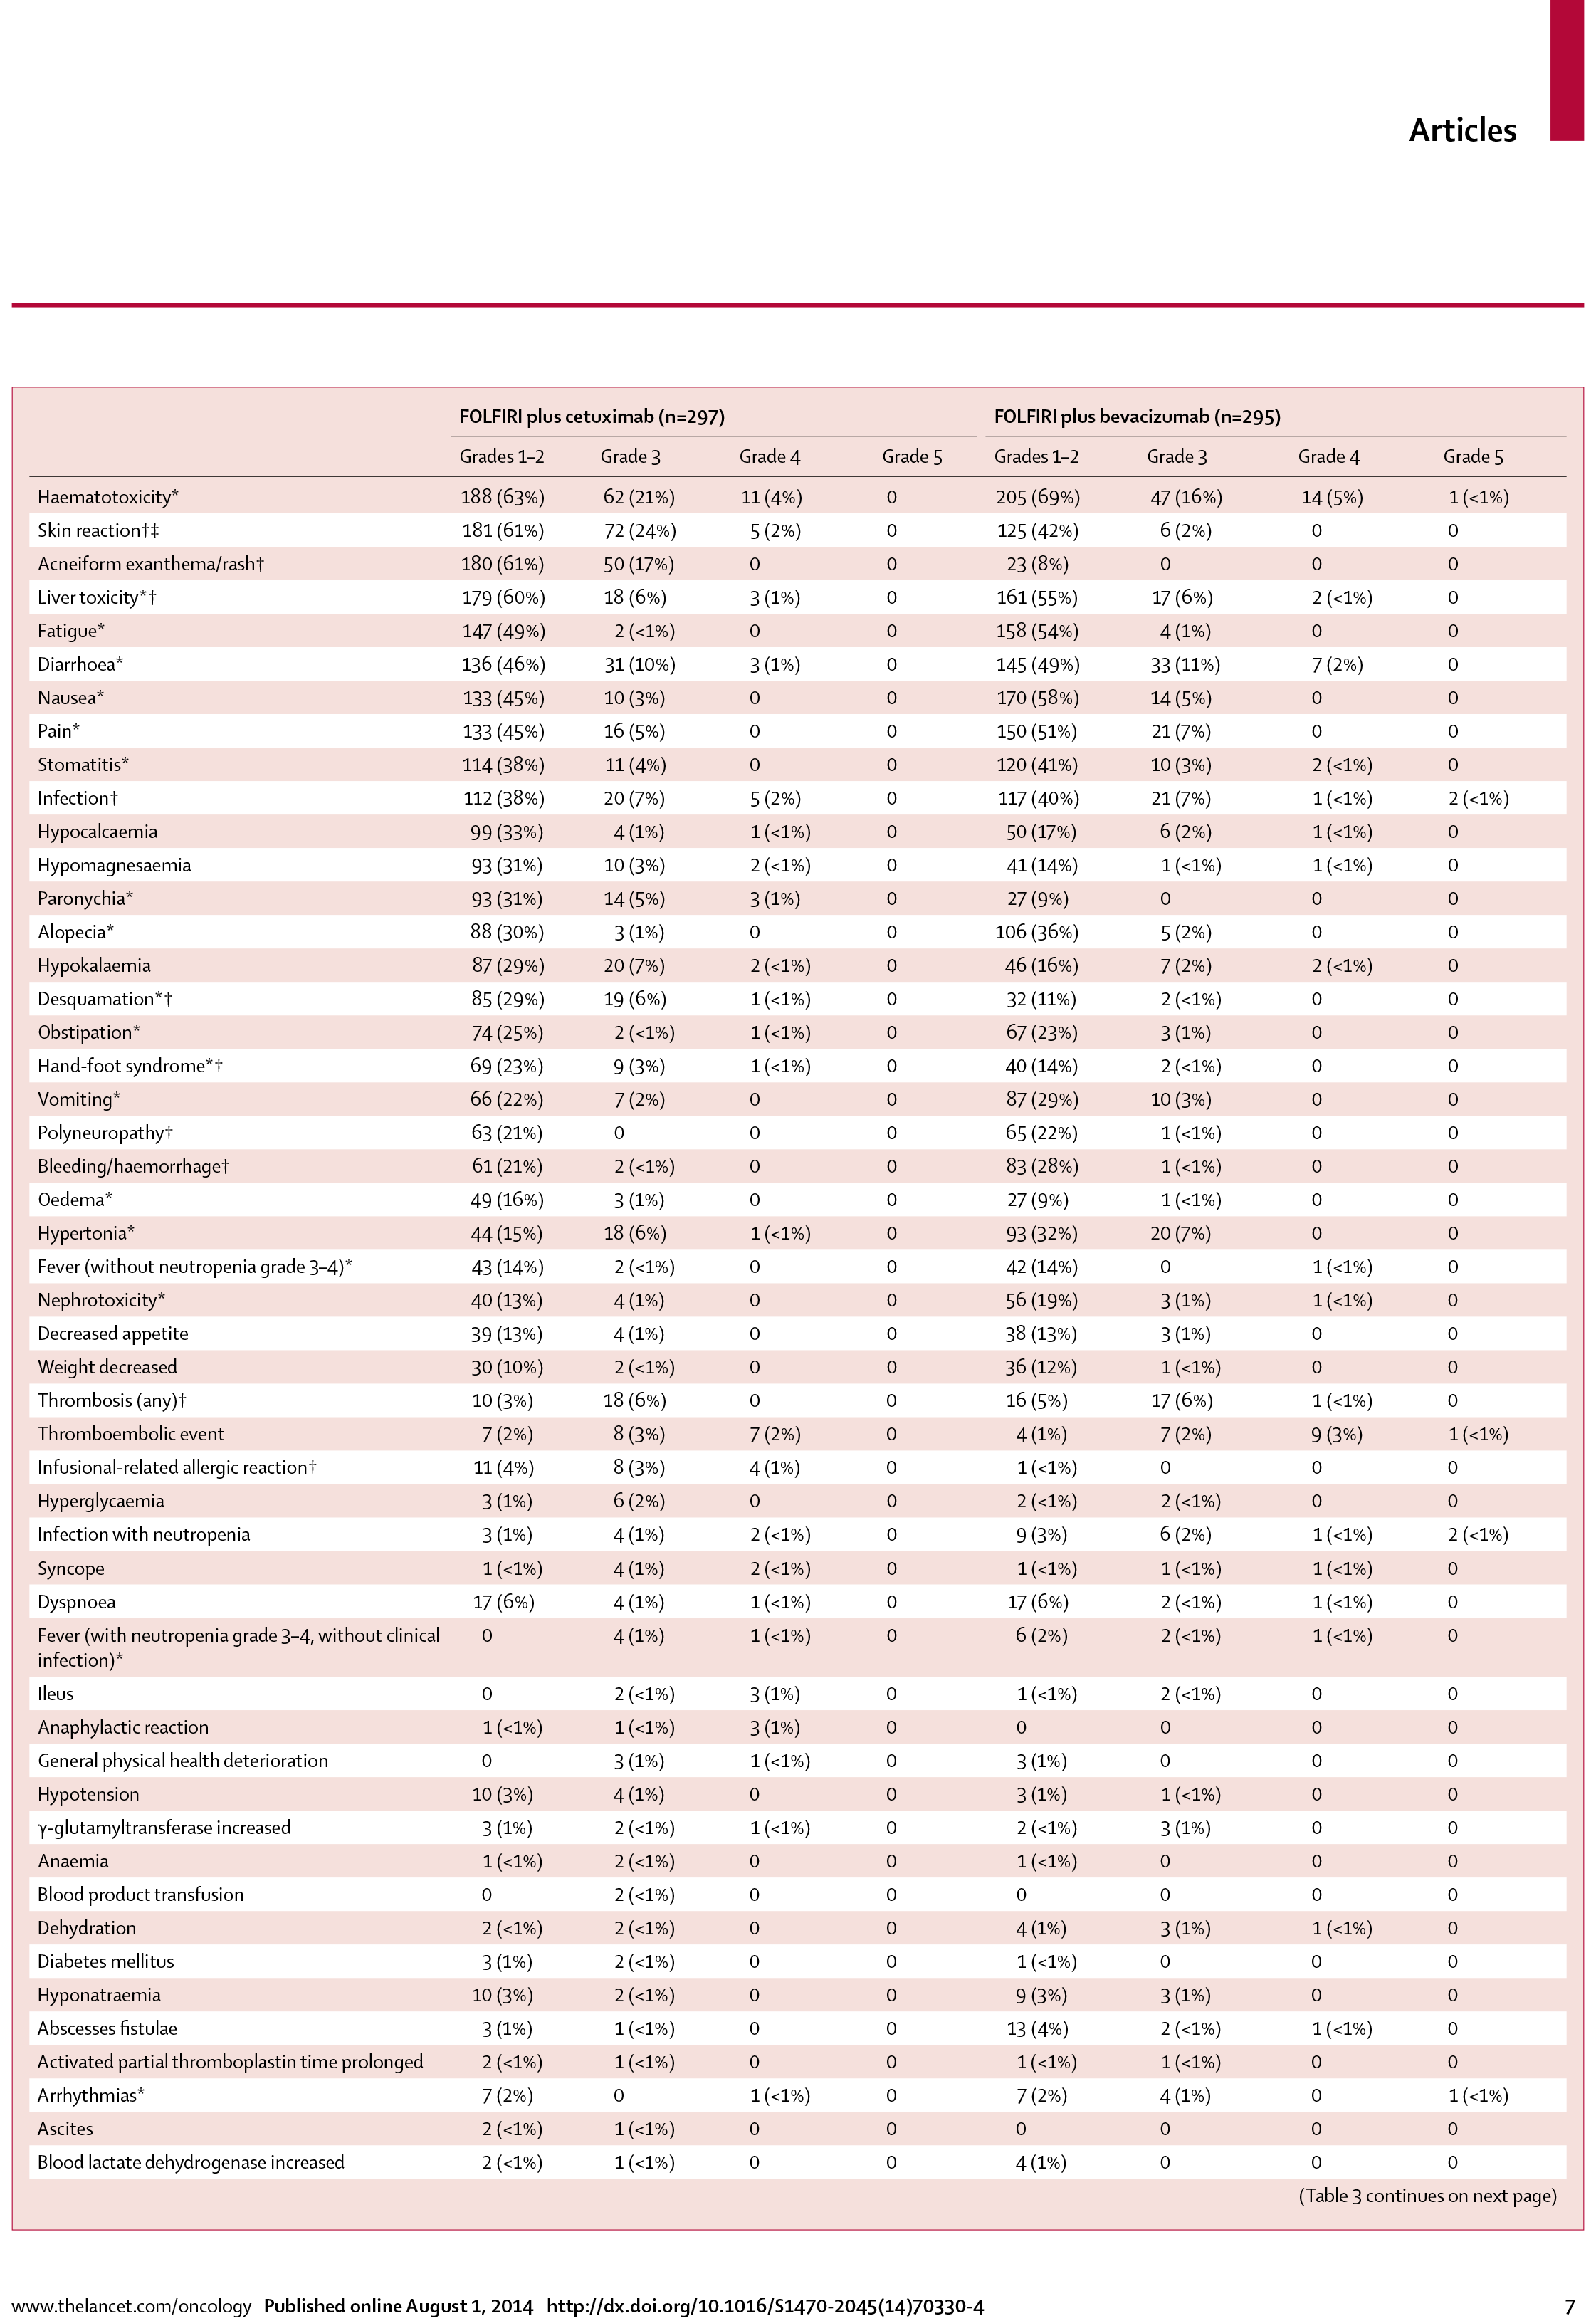 Articles
FOLFIRI plus cetuximab (n=297) FOLFIRI plus bevacizumab (n=295)
Grades 1–2 Grade 3 Grade 4 Grade 5 Grades 1–2 Grade 3 Grade 4 Grade 5
Haematotoxicity* 188 (63%) 62 (21%) 11 (4%) 0 205 (69%) 47 (16%) 14 (5%) 1 (<1%)
Skin reaction†‡ 181 (61%) 72 (24%) 5 (2%) 0 125 (42%) 6 (2%) 0 0
Acneiform exanthema/rash† 180 (61%) 50 (17%) 0 0 23 (8%) 0 0 0
Liver toxicity*† 179 (60%) 18 (6%) 3 (1%) 0 161 (55%) 17 (6%) 2 (<1%) 0
Fatigue* 147 (49%) 2 (<1%) 0 0 158 (54%) 4 (1%) 0 0
Diarrhoea* 136 (46%) 31 (10%) 3 (1%) 0 145 (49%) 33 (11%) 7 (2%) 0
Nausea* 133 (45%) 10 (3%) 0 0 170 (58%) 14 (5%) 0 0
Pain* 133 (45%) 16 (5%) 0 0 150 (51%) 21 (7%) 0 0
Stomatitis* 114 (38%) 11 (4%) 0 0 120 (41%) 10 (3%) 2 (<1%) 0
Infection† 112 (38%) 20 (7%) 5 (2%) 0 117 (40%) 21 (7%) 1 (<1%) 2 (<1%)
Hypocalcaemia 99 (33%) 4 (1%) 1 (<1%) 0 50 (17%) 6 (2%) 1 (<1%) 0
Hypomagnesaemia 93 (31%) 10 (3%) 2 (<1%) 0 41 (14%) 1 (<1%) 1 (<1%) 0
Paronychia* 93 (31%) 14 (5%) 3 (1%) 0 27 (9%) 0 0 0
Alopecia* 88 (30%) 3 (1%) 0 0 106 (36%) 5 (2%) 0 0
Hypokalaemia 87 (29%) 20 (7%) 2 (<1%) 0 46 (16%) 7 (2%) 2 (<1%) 0
Desquamation*† 85 (29%) 19 (6%) 1 (<1%) 0 32 (11%) 2 (<1%) 0 0
Obstipation* 74 (25%) 2 (<1%) 1 (<1%) 0 67 (23%) 3 (1%) 0 0
Hand-foot syndrome*† 69 (23%) 9 (3%) 1 (<1%) 0 40 (14%) 2 (<1%) 0 0
Vomiting* 66 (22%) 7 (2%) 0 0 87 (29%) 10 (3%) 0 0
Polyneuropathy† 63 (21%) 0 0 0 65 (22%) 1 (<1%) 0 0
Bleeding/haemorrhage† 61 (21%) 2 (<1%) 0 0 83 (28%) 1 (<1%) 0 0
Oedema* 49 (16%) 3 (1%) 0 0 27 (9%) 1 (<1%) 0 0
Hypertonia* 44 (15%) 18 (6%) 1 (<1%) 0 93 (32%) 20 (7%) 0 0
Fever (without neutropenia grade 3–4)* 43 (14%) 2 (<1%) 0 0 42 (14%) 0 1 (<1%) 0
Nephrotoxicity* 40 (13%) 4 (1%) 0 0 56 (19%) 3 (1%) 1 (<1%) 0
Decreased appetite 39 (13%) 4 (1%) 0 0 38 (13%) 3 (1%) 0 0
Weight decreased 30 (10%) 2 (<1%) 0 0 36 (12%) 1 (<1%) 0 0
Thrombosis (any)† 10 (3%) 18 (6%) 0 0 16 (5%) 17 (6%) 1 (<1%) 0
Thromboembolic event 7 (2%) 8 (3%) 7 (2%) 0 4 (1%) 7 (2%) 9 (3%) 1 (<1%)
Infusional-related allergic reaction† 11 (4%) 8 (3%) 4 (1%) 0 1 (<1%) 0 0 0
Hyperglycaemia 3 (1%) 6 (2%) 0 0 2 (<1%) 2 (<1%) 0 0
Infection with neutropenia 3 (1%) 4 (1%) 2 (<1%) 0 9 (3%) 6 (2%) 1 (<1%) 2 (<1%)
Syncope 1 (<1%) 4 (1%) 2 (<1%) 0 1 (<1%) 1 (<1%) 1 (<1%) 0
Dyspnoea 17 (6%) 4 (1%) 1 (<1%) 0 17 (6%) 2 (<1%) 1 (<1%) 0
Fever (with neutropenia grade 3–4, without clinical 0 4 (1%) 1 (<1%) 0 6 (2%) 2 (<1%) 1 (<1%) 0
infection)*
Ileus 0 2 (<1%) 3 (1%) 0 1 (<1%) 2 (<1%) 0 0
Anaphylactic reaction 1 (<1%) 1 (<1%) 3 (1%) 0 0 0 0 0
General physical health deterioration 0 3 (1%) 1 (<1%) 0 3 (1%) 0 0 0
Hypotension 10 (3%) 4 (1%) 0 0 3 (1%) 1 (<1%) 0 0
γ-glutamyltransferase increased 3 (1%) 2 (<1%) 1 (<1%) 0 2 (<1%) 3 (1%) 0 0
Anaemia 1 (<1%) 2 (<1%) 0 0 1 (<1%) 0 0 0
Blood product transfusion 0 2 (<1%) 0 0 0 0 0 0
Dehydration 2 (<1%) 2 (<1%) 0 0 4 (1%) 3 (1%) 1 (<1%) 0
Diabetes mellitus 3 (1%) 2 (<1%) 0 0 1 (<1%) 0 0 0
Hyponatraemia 10 (3%) 2 (<1%) 0 0 9 (3%) 3 (1%) 0 0
Abscesses fistulae 3 (1%) 1 (<1%) 0 0 13 (4%) 2 (<1%) 1 (<1%) 0
Activated partial thromboplastin time prolonged 2 (<1%) 1 (<1%) 0 0 1 (<1%) 1 (<1%) 0 0
Arrhythmias* 7 (2%) 0 1 (<1%) 0 7 (2%) 4 (1%) 0 1 (<1%)
Ascites 2 (<1%) 1 (<1%) 0 0 0 0 0 0
Blood lactate dehydrogenase increased 2 (<1%) 1 (<1%) 0 0 4 (1%) 0 0 0
(Table 3 continues on next page)
www.thelancet.com/oncology Published online August 1, 2014 http://dx.doi.org/10.1016/S1470-2045(14)70330-4 7